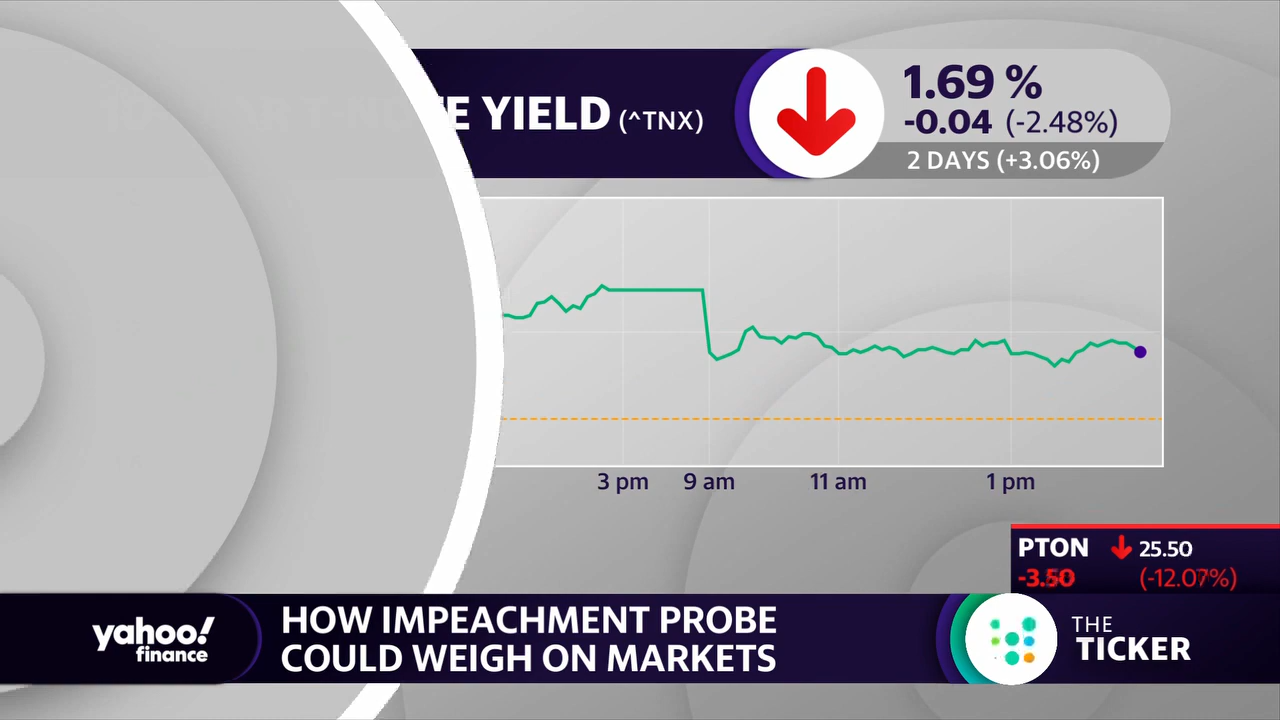 E YIELD (^TNX)
1.69 %
-0.04 (-2.48%)
2 DAYS (+3.06%)
3 pm 9 am 11 am 1 pm
PTON 25.50
-3.50 (-12.07%)
yahoo!
finance
HOW IMPEACHMENT PROBE
COULD WEIGH ON MARKETS
THE
TICKER